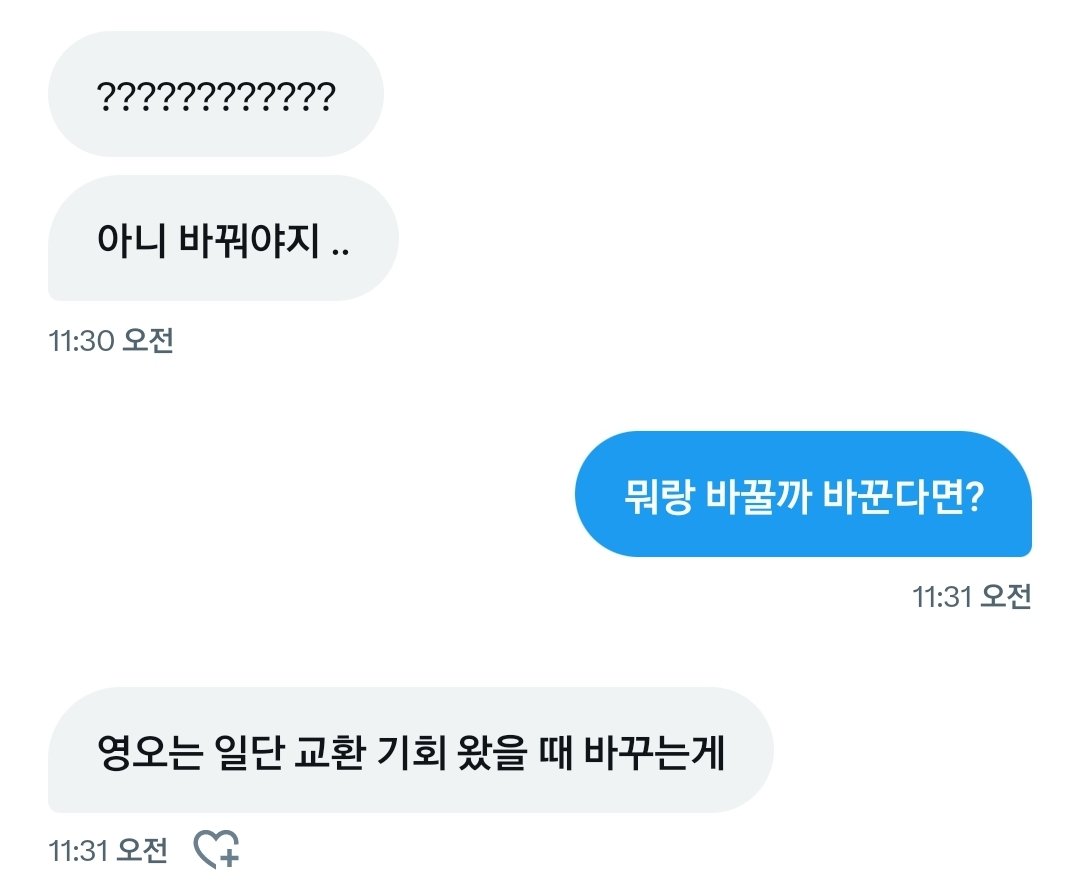 ????????????
아니 바꿔야지 ..
11:30 오전
뭐랑 바꿀까 바꾼다면?
11:31 오전
영오는 일단 교환 기회 왔을 때 바꾸는게
11:31 오전